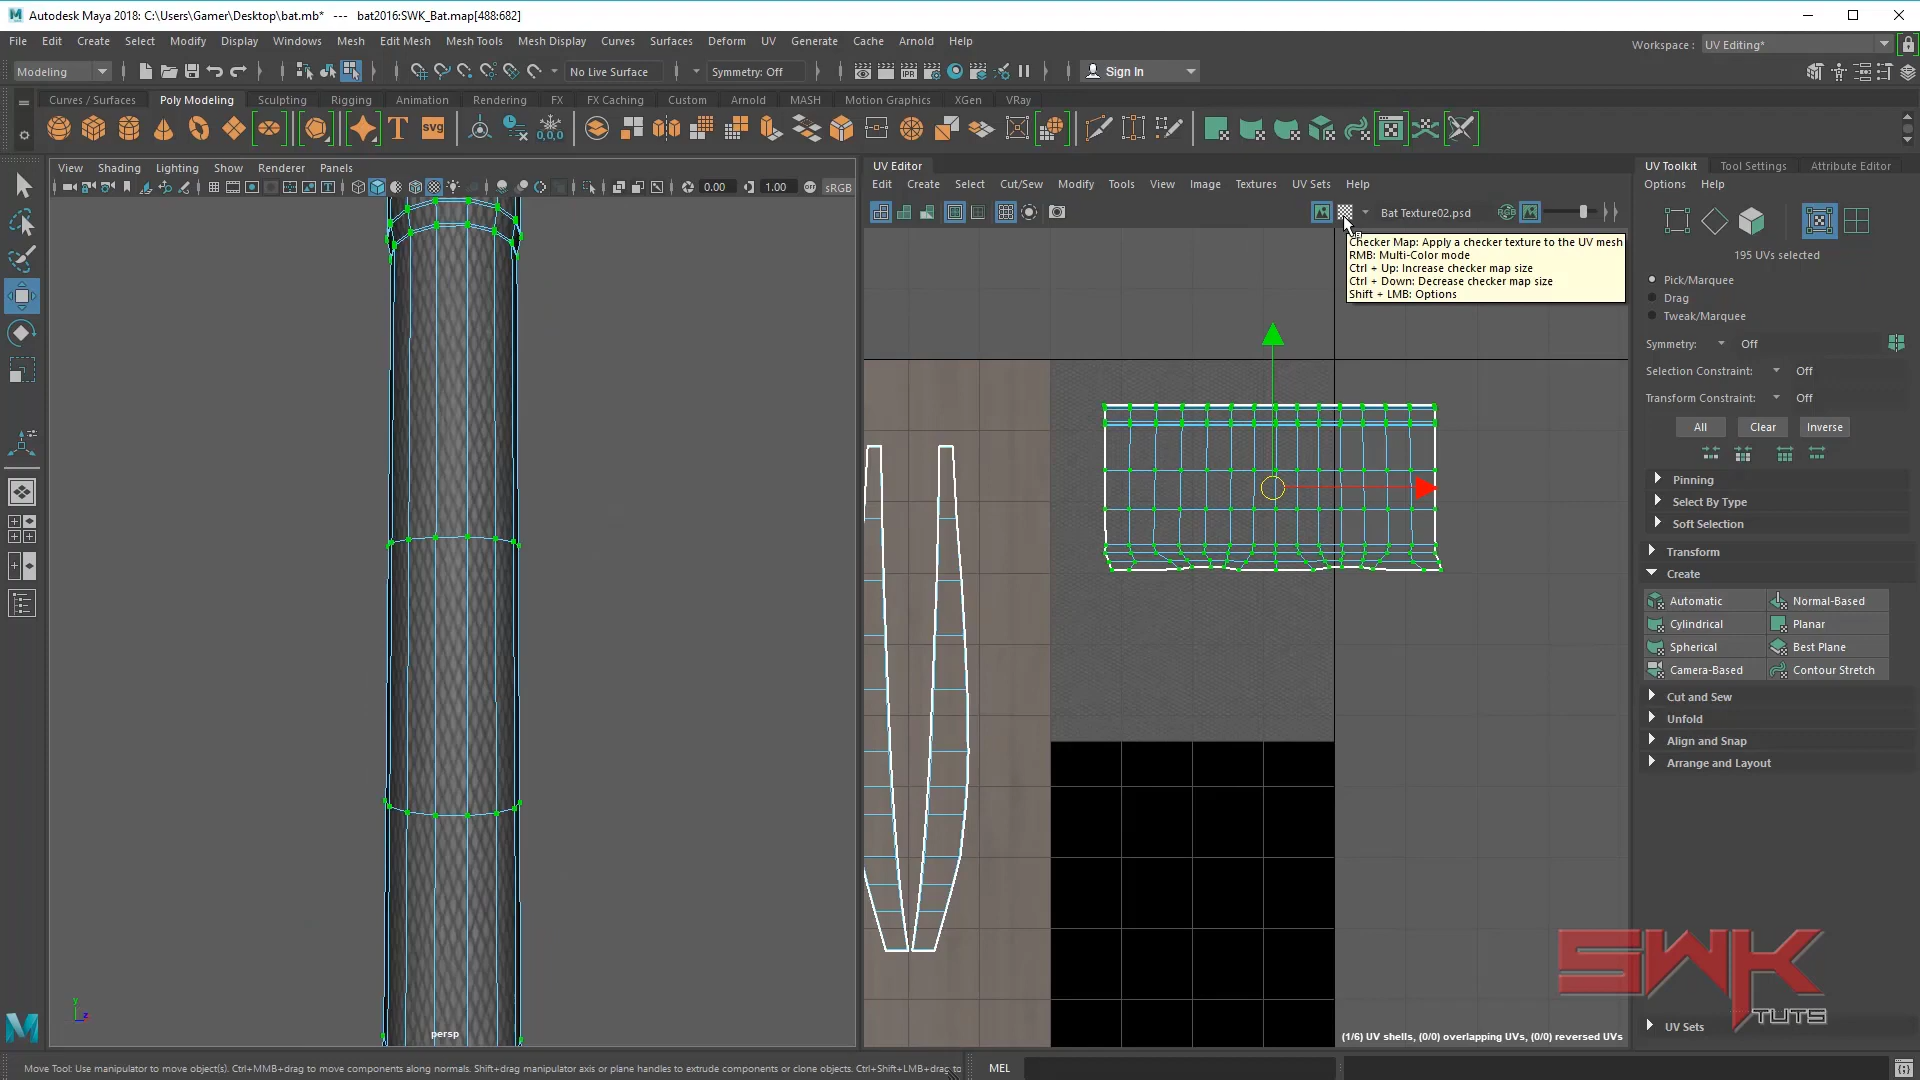 Autodesk Maya 2018: C:\Users\Gamer\Desktop\bat.mb* --- bat2016:SWK_Bat.map[488:682]
File Edit Create Select Modify Display Windows Mesh Edit Mesh Mesh Tools Mesh Display Curves Surfaces Deform UV Generate Cache Arnold Help
Workspace : UV Editing*
Modeling No Live Surface Symmetry: Off IPR Sign In
Curves / Surfaces Poly Modeling Sculpting Rigging Animation Rendering FX FX Caching Custom Arnold MASH Motion Graphics XGen VRay
T svg 0,0,0
View Shading Lighting Show Renderer Panels
0.00 1.00 sRGB
persp
y
z
UV Editor
Edit Create Select Cut/Sew Modify Tools View Image Textures UV Sets Help
Bat Texture02.psd RGB
Checker Map: Apply a checker texture to the UV mesh
RMB: Multi-Color mode
Ctrl + Up: Increase checker map size
Ctrl + Down: Decrease checker map size
Shift + LMB: Options
(1/6) UV shells, (0/0) overlapping UVs, (0/0) reversed UVs
UV Toolkit Tool Settings Attribute Editor
Options Help
195 UVs selected
Pick/Marquee
Drag
Tweak/Marquee
Symmetry: Off
Selection Constraint: Off
Transform Constraint: Off
All Clear Inverse
Pinning
Select By Type
Soft Selection
Transform
Create
Automatic Normal-Based
Cylindrical Planar
Spherical Best Plane
Camera-Based Contour Stretch
Cut and Sew
Unfold
Align and Snap
Arrange and Layout
SWK
TUTS
UV Sets
Move Tool: Use manipulator to move object(s). Ctrl+MMB+drag to move components along normals. Shift+drag manipulator axis or plane handles to extrude components or clone objects. Ctrl+Shift+LMB+drag to
MEL